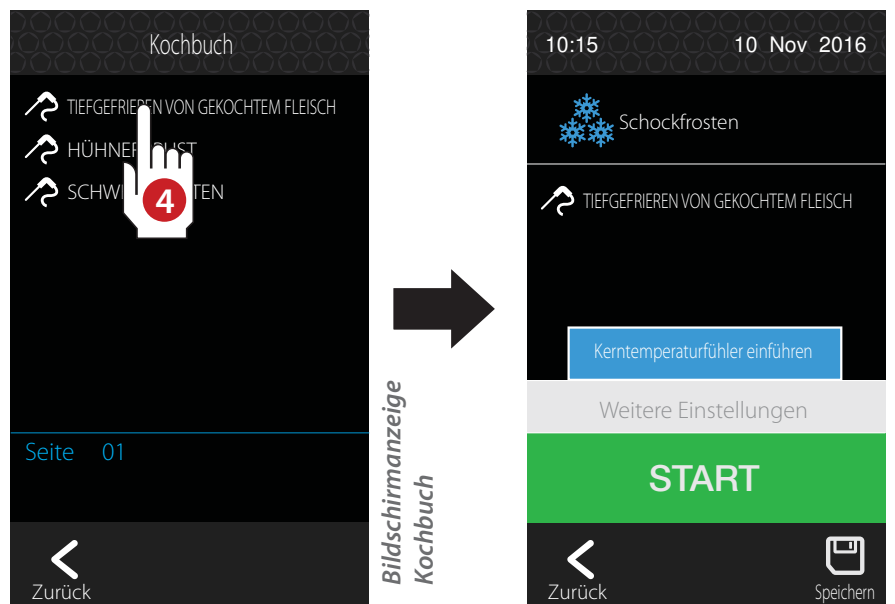 Kochbuch
TIEFGEFRIEREN VON GEKOCHTEM FLEISCH
4
Seite 01
Zurück
Bildschirmanzeige
Kochbuch
10:15 10 Nov 2016
Schockfrosten
TIEFGEFRIEREN VON GEKOCHTEM FLEISCH
Kerntemperaturfühler einführen
Weitere Einstellungen
START
Zurück Speichern